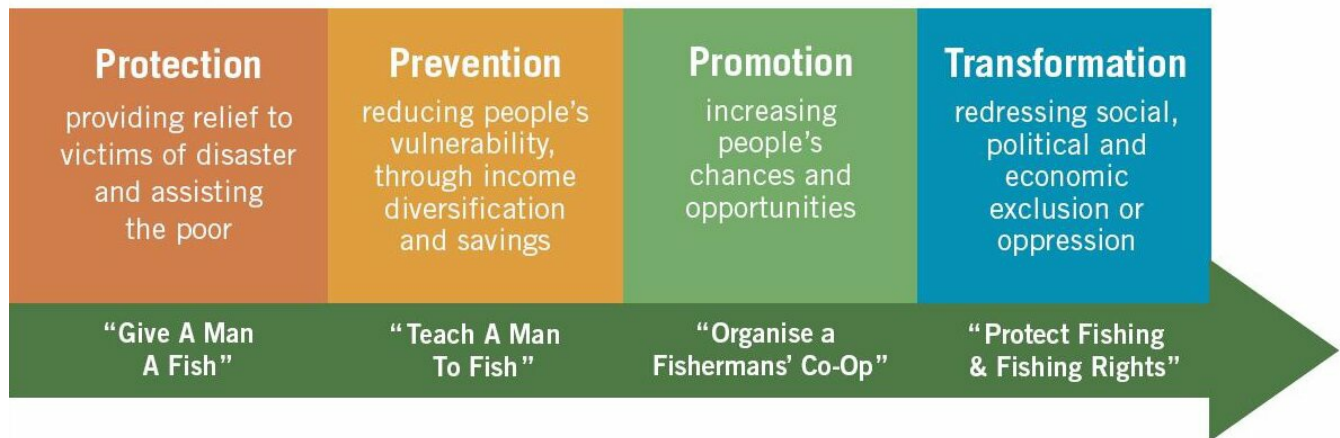 Protection
providing relief to
victims of disaster
and assisting
the poor
Prevention
reducing people's
vulnerability,
through income
diversification
and savings
Promotion
increasing
people's
chances and
opportunities
Transformation
redressing social,
political and
economic
exclusion or
oppression
“Give A Man
A Fish”
“Teach A Man
To Fish”
“Organise a
Fishermans’ Co-Op”
“Protect Fishing
& Fishing Rights”